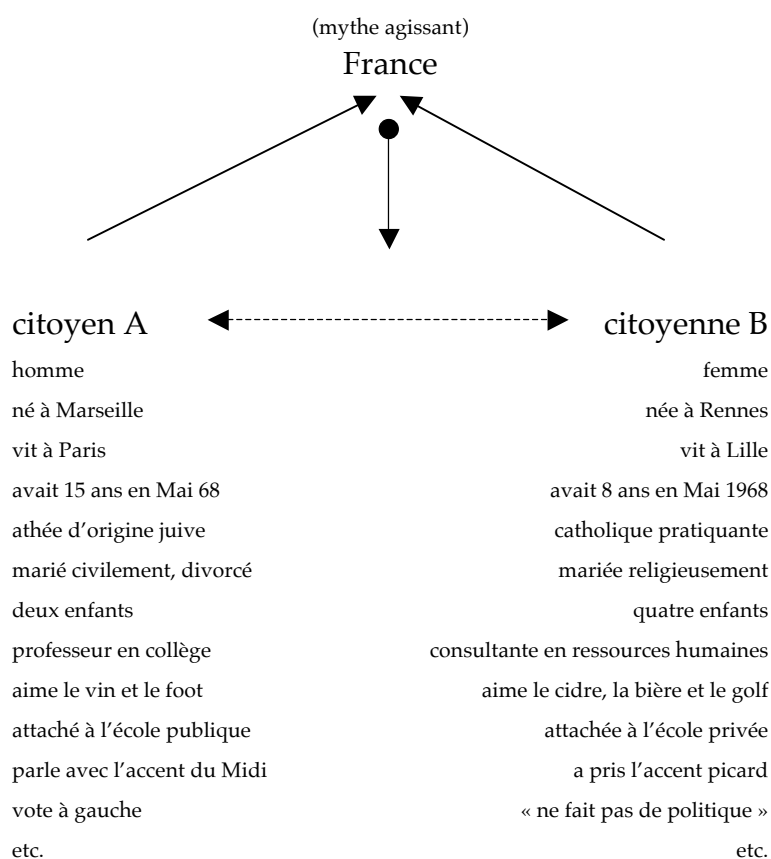 (mythe agissant)
France
citoyen A
citoyenne B
homme
femme
né à Marseille
née à Rennes
vit à Paris
vit à Lille
avait 15 ans en Mai 68
avait 8 ans en Mai 1968
athée d’origine juive
catholique pratiquante
marié civilement, divorcé
mariée religieusement
deux enfants
quatre enfants
professeur en collège
consultante en ressources humaines
aime le vin et le foot
aime le cidre, la bière et le golf
attaché à l’école publique
attachée à l’école privée
parle avec l’accent du Midi
a pris l’accent picard
vote à gauche
« ne fait pas de politique »
etc.
etc.